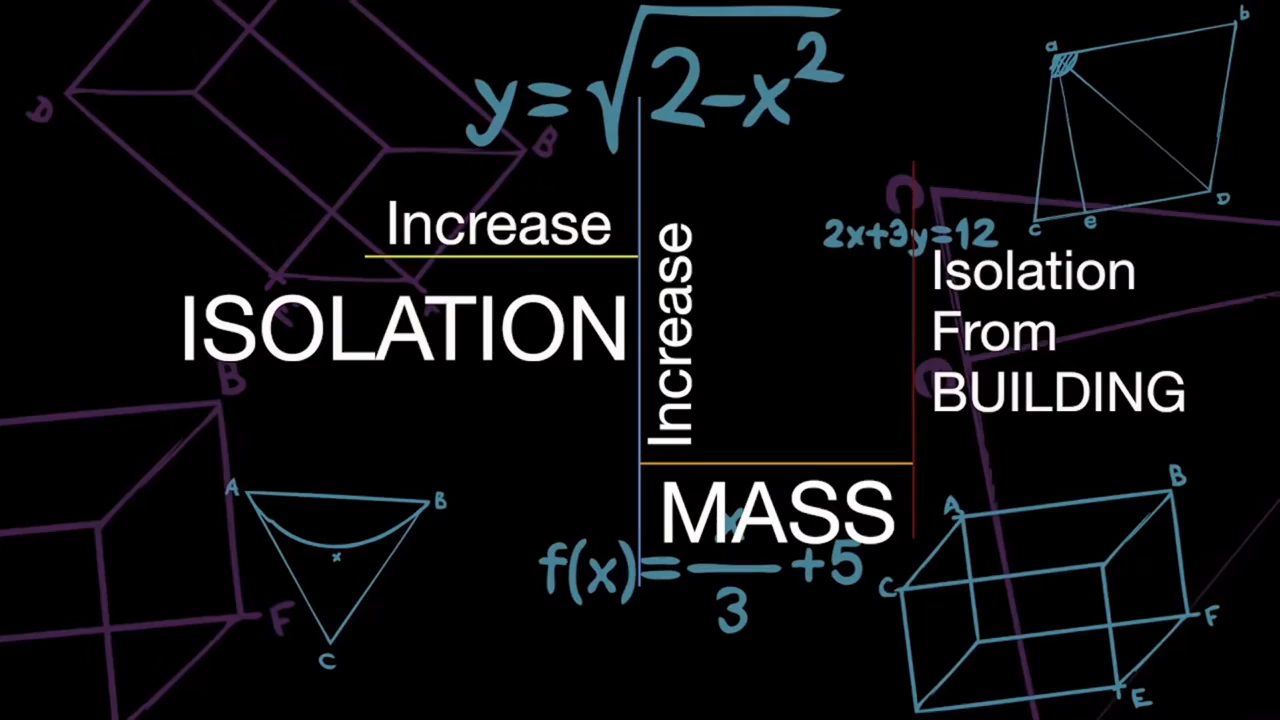 y=√2-x²
b
a
D
B
C
D
c e
2x+3y=12
Increase
Increase
ISOLATION
Isolation
From
BUILDING
B
MASS
A B
x
C
F
f(x)=x/3+5
A B
C
F
E